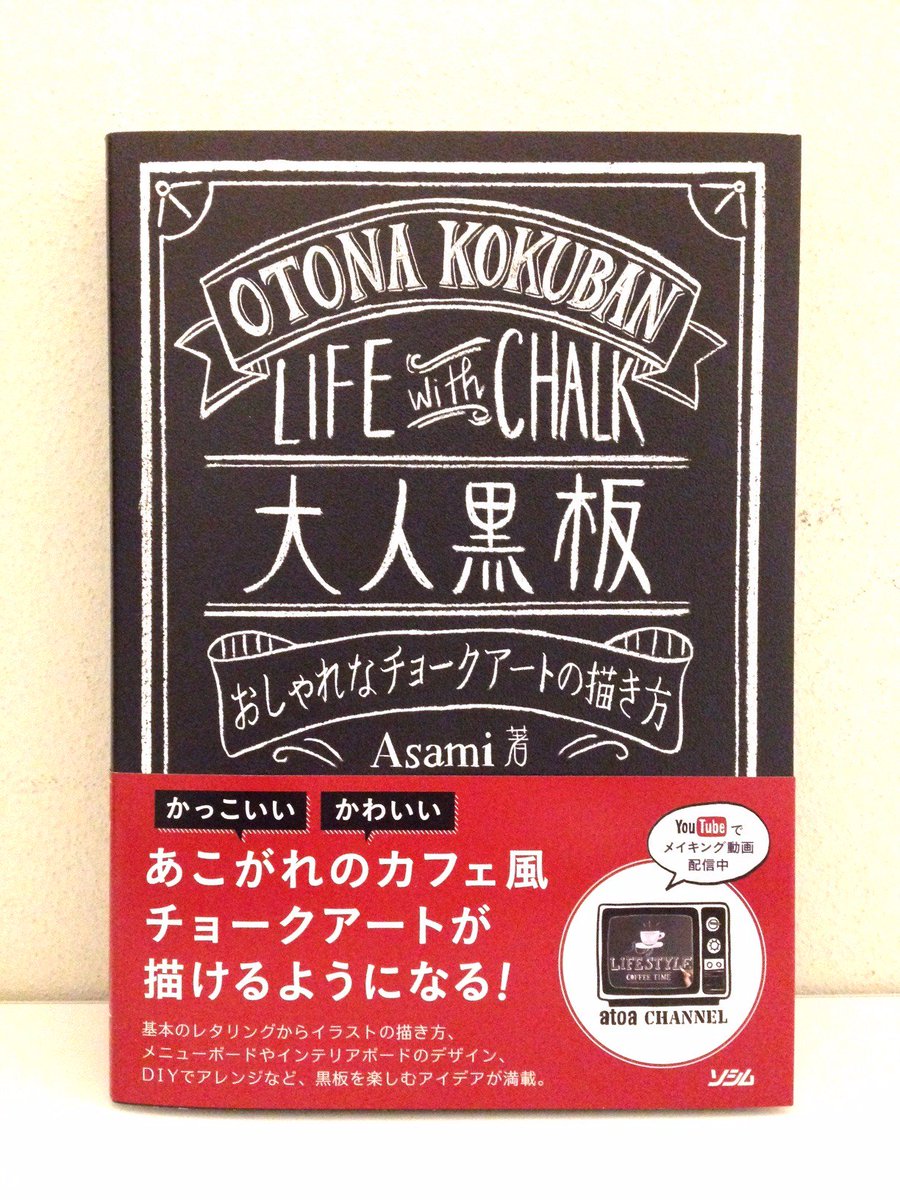 OTONA KOKUBAN
LIFE with CHALK
大人黒板
おしゃれなチョークアートの描き方
Asami 著
かっこいい かわいい
あこがれのカフェ風
チョークアートが
描けるようになる!
基本のレタリングからイラストの描き方、
メニューボードやインテリアボードのデザイン、
DIYでアレンジなど、黒板を楽しむアイデアが満載。
YouTubeで
メイキング動画
配信中
LIFESTYLE
COFFEE TIME
atoa CHANNEL
ソシム